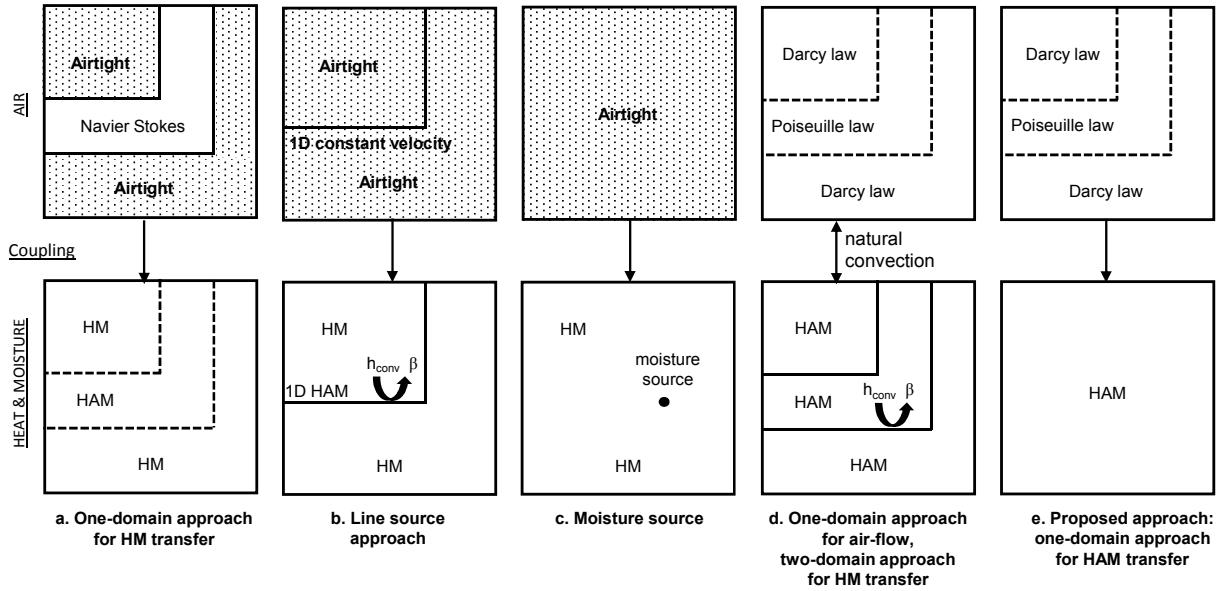 AIR
Airtight
Navier Stokes
Airtight
Airtight
1D constant velocity
Airtight
Airtight
Darcy law
Poiseuille law
Darcy law
Darcy law
Poiseuille law
Darcy law
Coupling
natural
convection
HEAT & MOISTURE
HM
HAM
HM
HM
hconv β
1D HAM
HM
HM
moisture
source
HM
HAM
HAM
hconv β
HAM
HAM
a. One-domain approach
for HM transfer
b. Line source
approach
c. Moisture source
d. One-domain approach
for air-flow,
two-domain approach
for HM transfer
e. Proposed approach:
one-domain approach
for HAM transfer